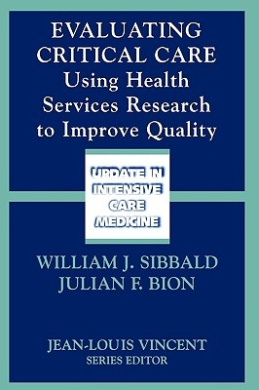 EVALUATING
CRITICAL CARE
Using Health
Services Research
to Improve Quality
UPDATE IN
INTENSIVE
CARE
MEDICINE
WILLIAM J. SIBBALD
JULIAN F. BION
JEAN-LOUIS VINCENT
SERIES EDITOR